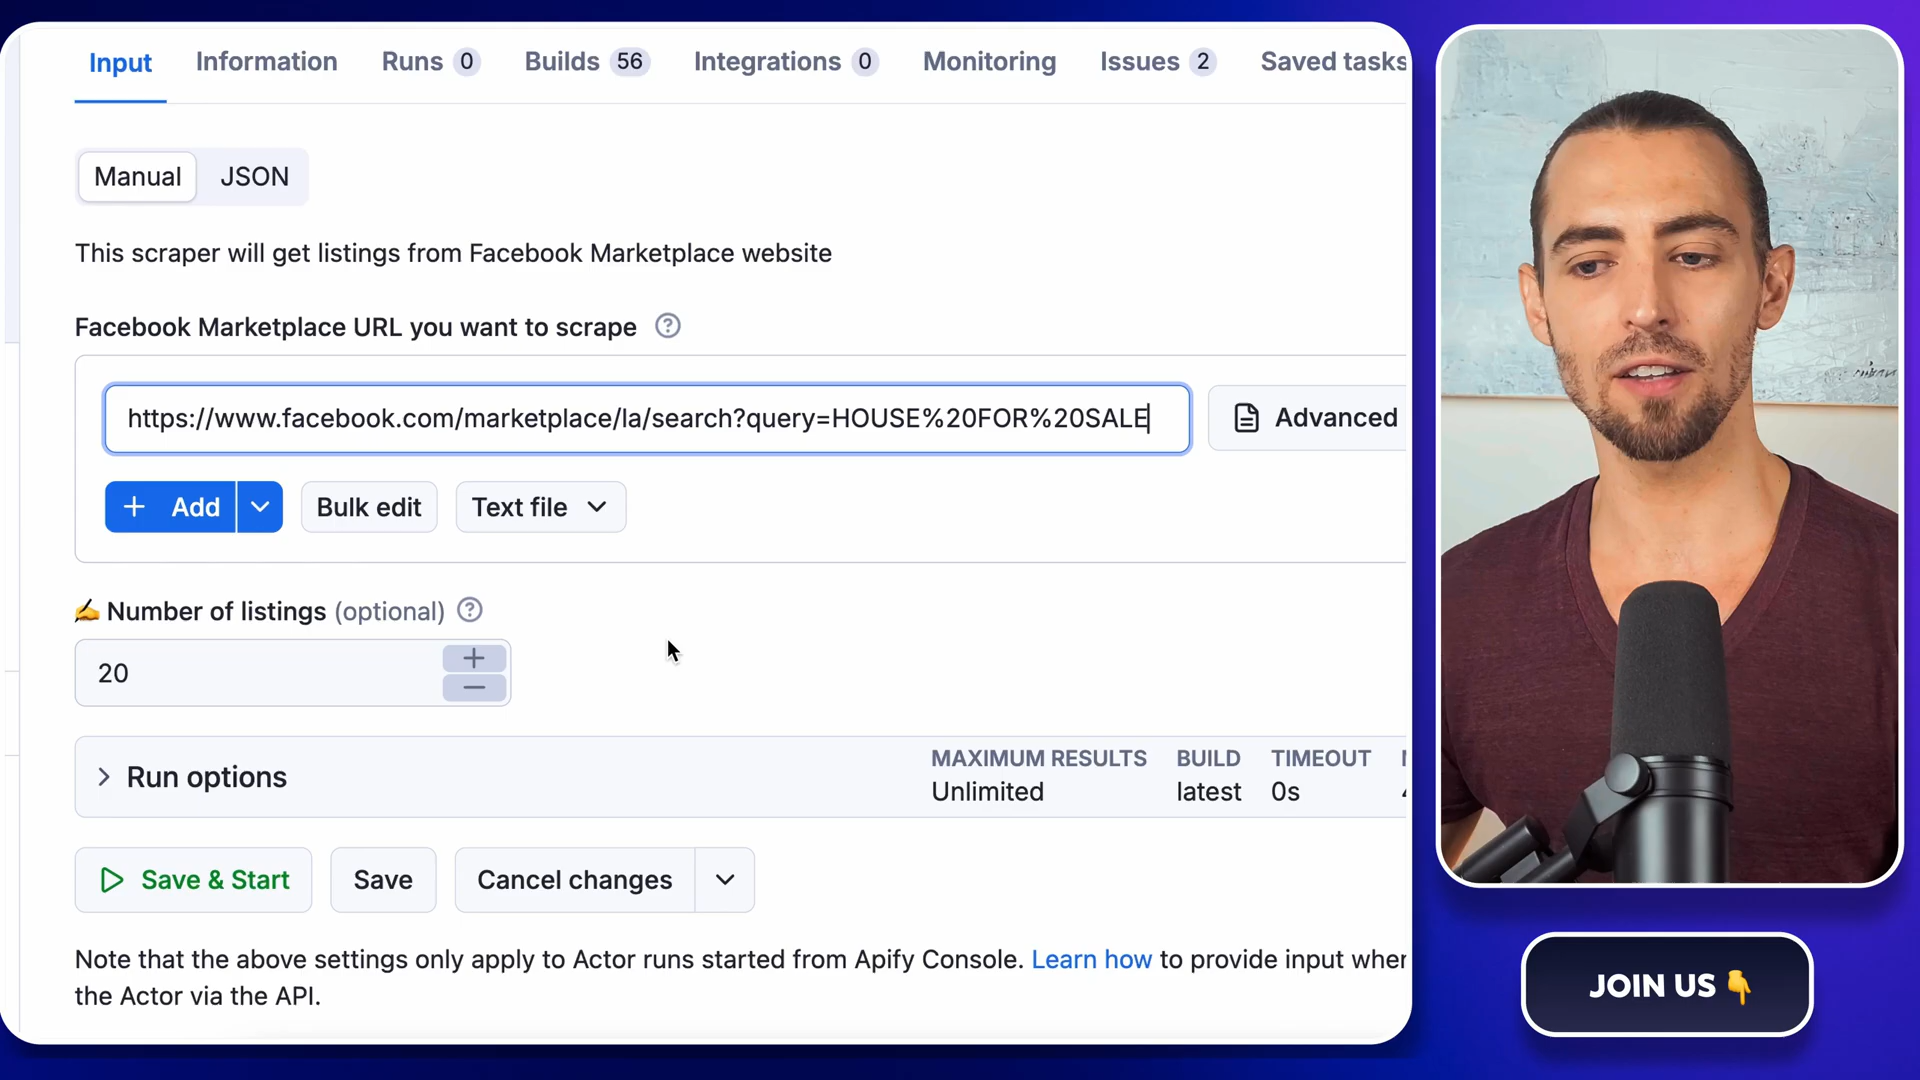 Input Information Runs 0 Builds 56 Integrations 0 Monitoring Issues 2 Saved tasks
Manual JSON
This scraper will get listings from Facebook Marketplace website
Facebook Marketplace URL you want to scrape ?
https://www.facebook.com/marketplace/la/search?query=HOUSE%20FOR%20SALE Advanced
+ Add Bulk edit Text file
✍️ Number of listings (optional) ?
20
Run options
MAXIMUM RESULTS BUILD TIMEOUT
Unlimited latest 0s
Save & Start Save Cancel changes
Note that the above settings only apply to Actor runs started from Apify Console. Learn how to provide input when
the Actor via the API.
JOIN US 👇